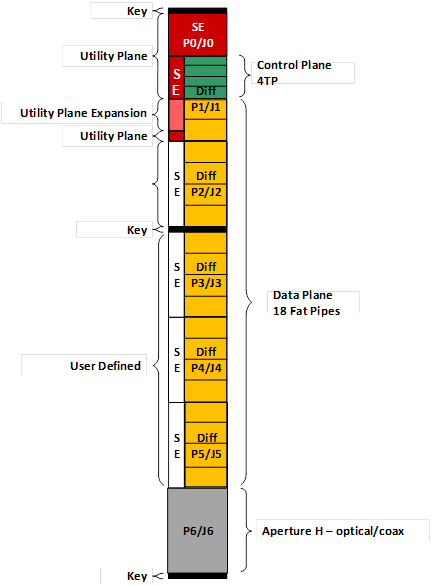 Key
SE
P0/J0
Utility Plane
S
E
Diff
Control Plane
4TP
Utility Plane Expansion
P1/J1
Utility Plane
S
E
Diff
P2/J2
Key
S
E
Diff
P3/J3
Data Plane
18 Fat Pipes
User Defined
S
E
Diff
P4/J4
S
E
Diff
P5/J5
P6/J6
Aperture H – optical/coax
Key